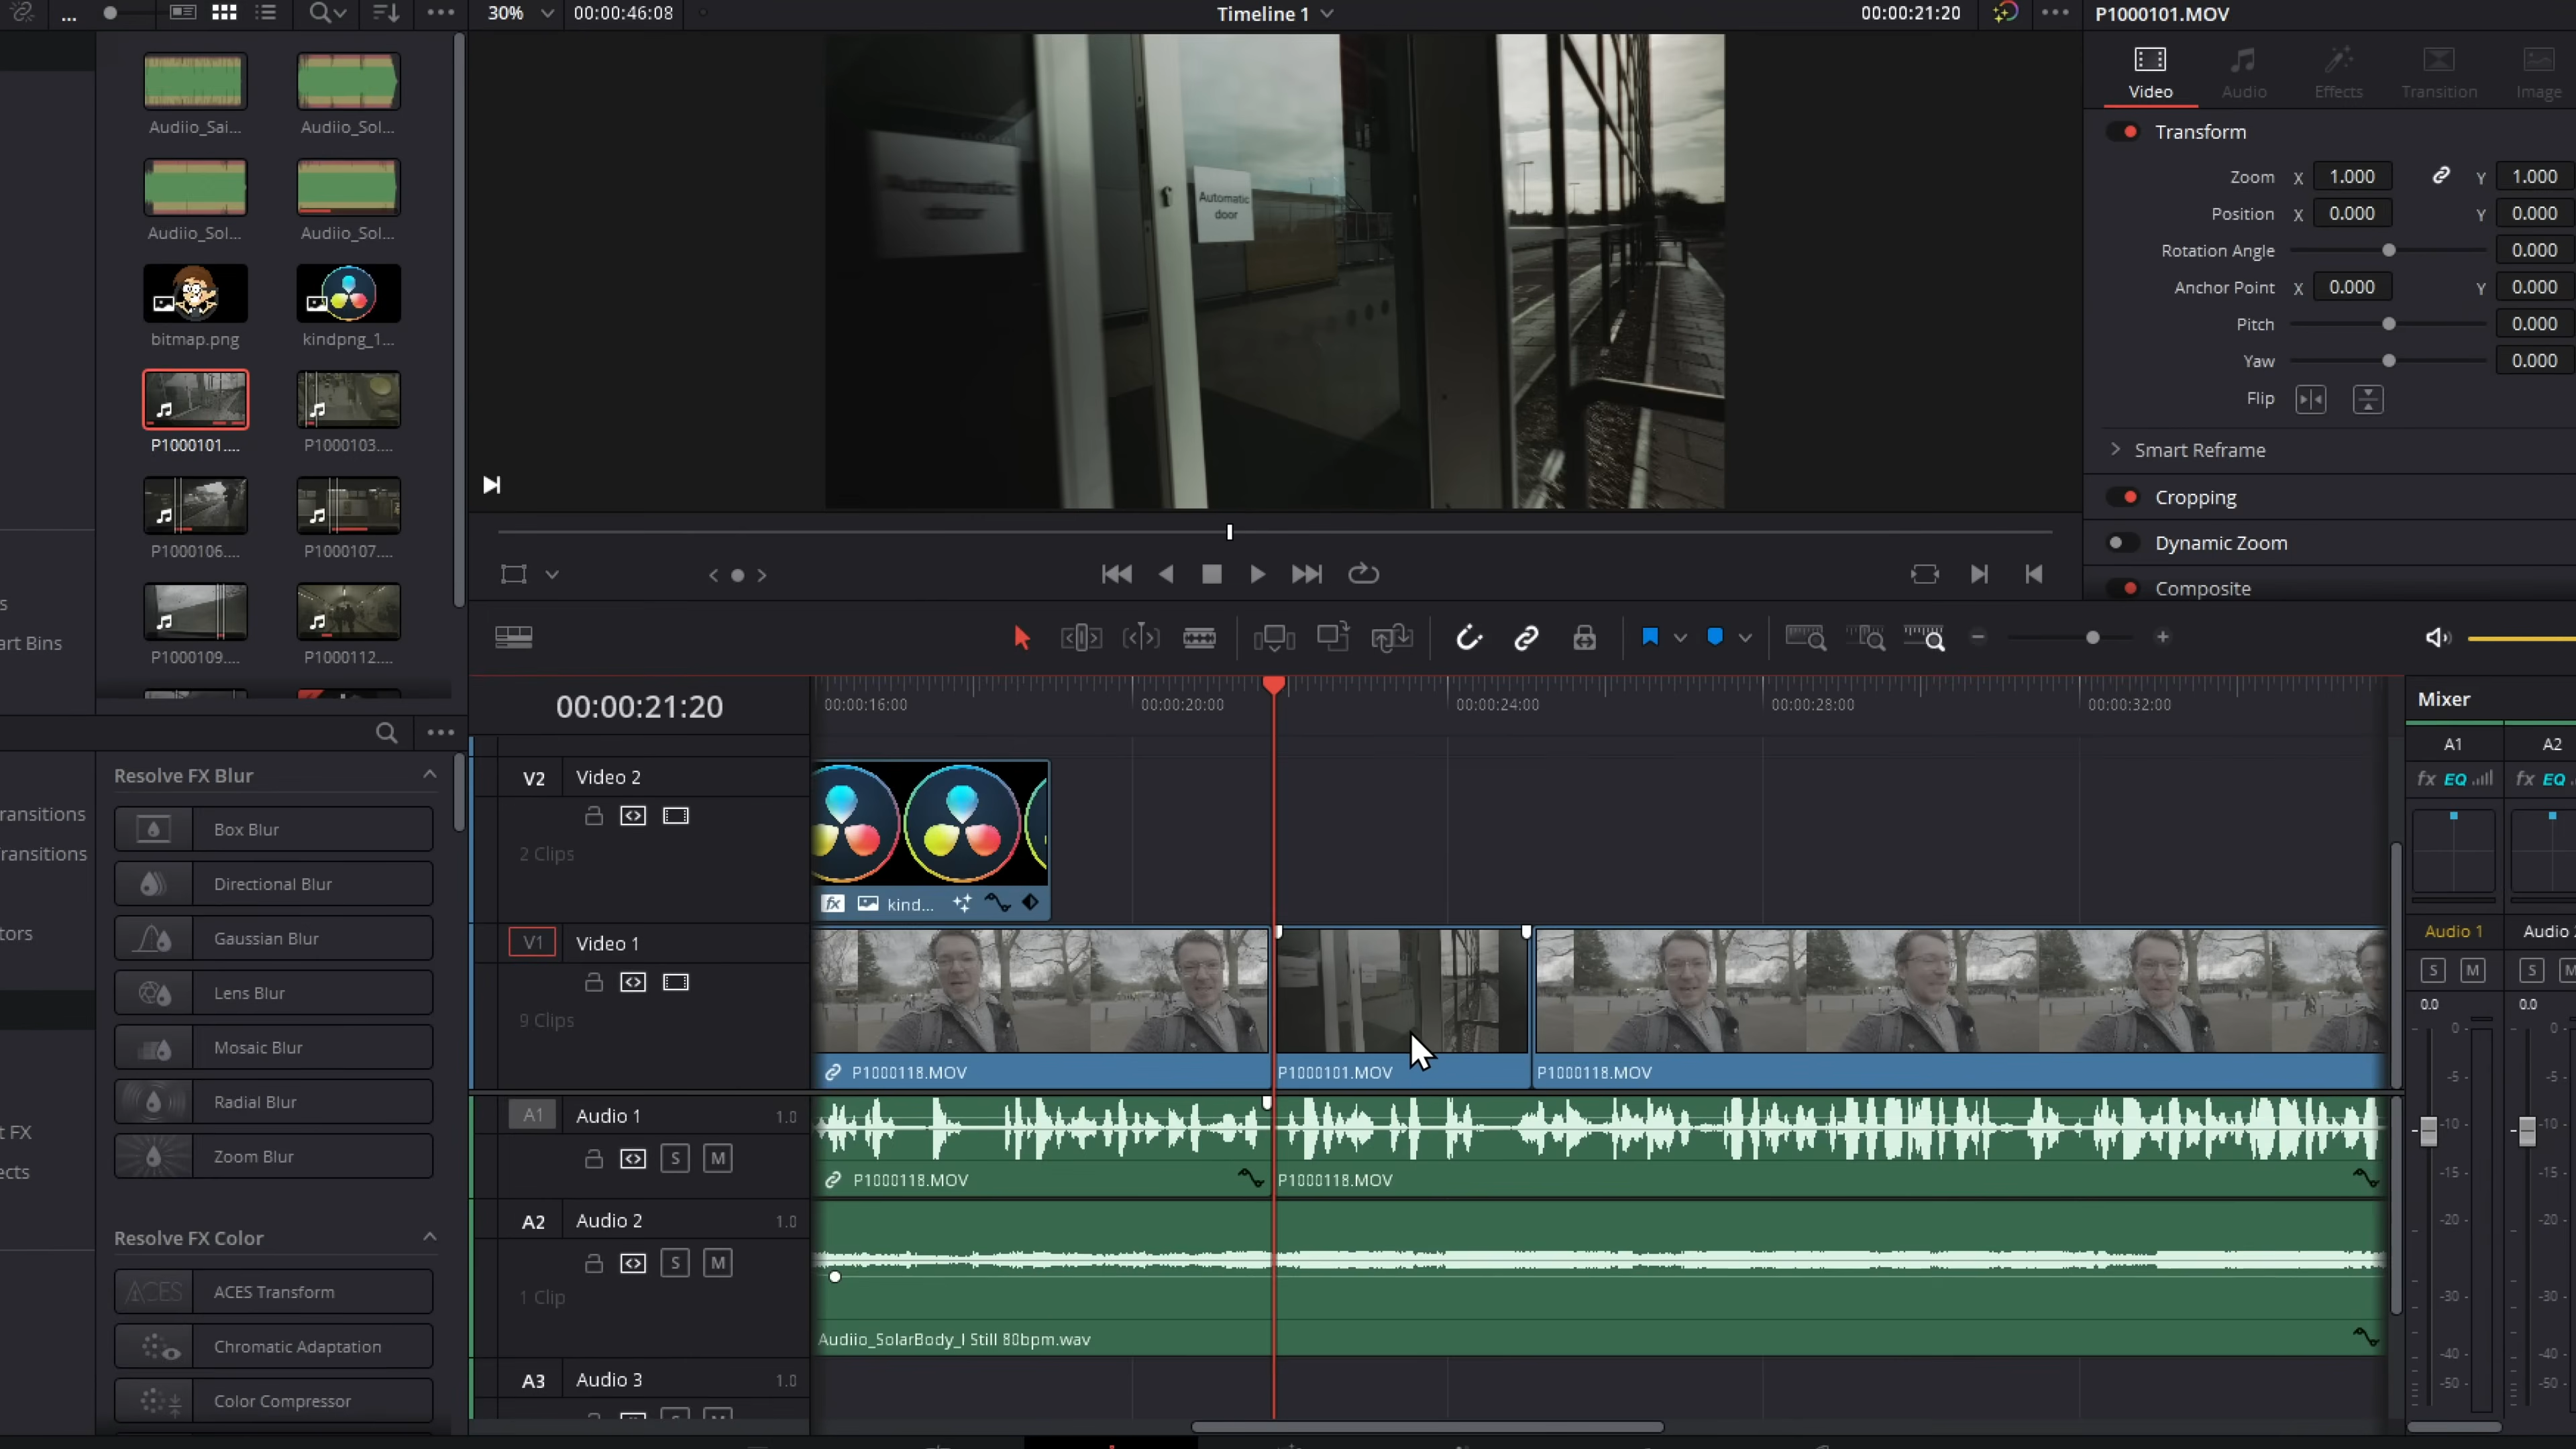 ...
30%
00:00:46:08
Timeline 1
00:00:21:20
P1000101.MOV
Audiio_Sai...
Audiio_Sol...
Audiio_Sol...
Audiio_Sol...
bitmap.png
kindpng_1...
P1000101....
P1000103....
P1000106....
P1000107....
P1000109....
P1000112....
s
art Bins
Automatic
door
Automatic
door
Video
Audio
Effects
Transition
Image
Transform
Zoom X 1.000 Y 1.000
Position X 0.000 Y 0.000
Rotation Angle 0.000
Anchor Point X 0.000 Y 0.000
Pitch 0.000
Yaw 0.000
Flip
Smart Reframe
Cropping
Dynamic Zoom
Composite
ransitions
ransitions
tors
t FX
ects
Resolve FX Blur
Box Blur
Directional Blur
Gaussian Blur
Lens Blur
Mosaic Blur
Radial Blur
Zoom Blur
Resolve FX Color
ACES ACES Transform
Chromatic Adaptation
Color Compressor
00:00:21:20
00:00:16:00
00:00:20:00
00:00:24:00
00:00:28:00
00:00:32:00
V2 Video 2
2 Clips
fx kind...
V1 Video 1
9 Clips
P1000118.MOV
P1000101.MOV
P1000118.MOV
A1 Audio 1 1.0
S M
P1000118.MOV
P1000118.MOV
A2 Audio 2 1.0
S M
1 Clip
Audiio_SolarBody_I Still 80bpm.wav
A3 Audio 3 1.0
Mixer
A1 A2
fx EQ fx EQ
Audio 1 Audio 2
S M S M
0.0 0.0
0- 0-
-5- -5-
-10- -10-
-15- -15-
-20- -20-
-30- -30-
-40- -40-
-50- -50-